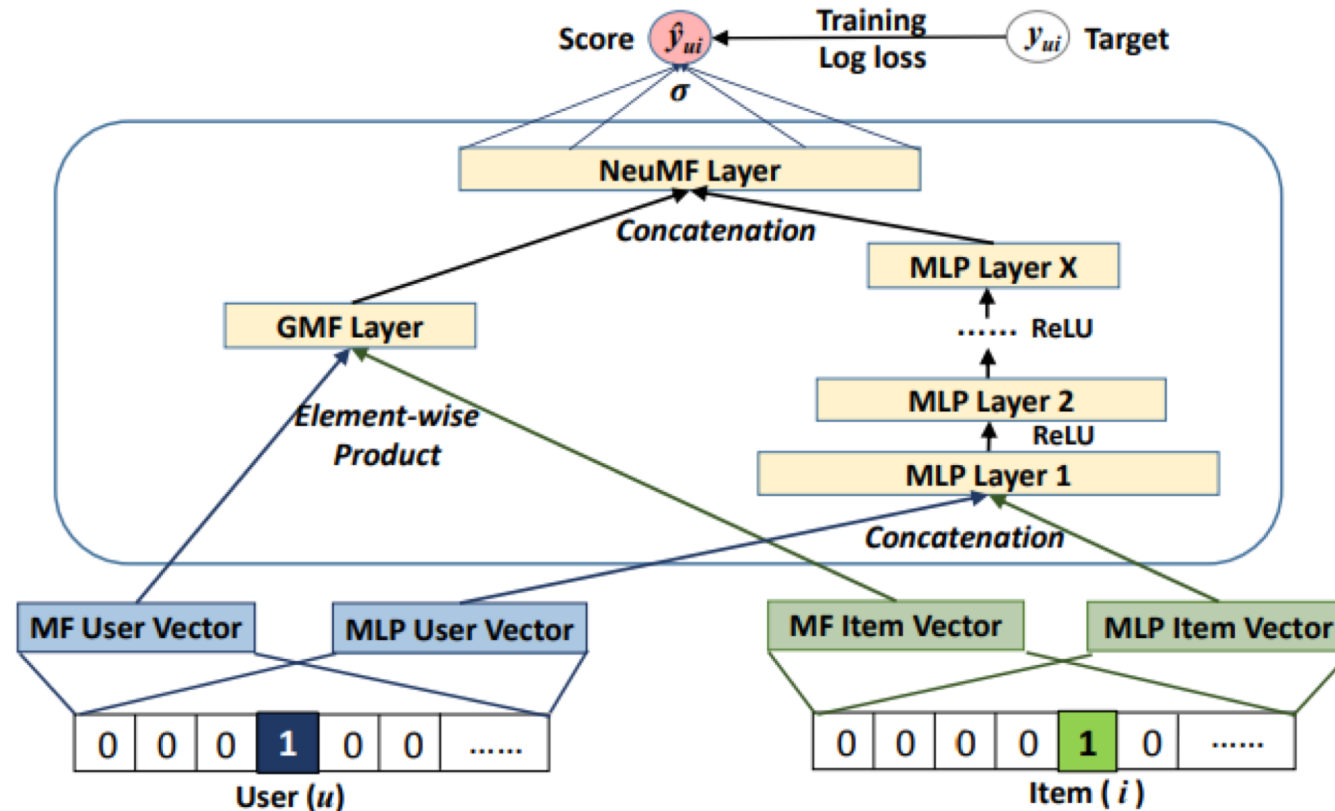 Score ŷui Training yui Target
Log loss
σ
NeuMF Layer
Concatenation
MLP Layer X
GMF Layer
...... ReLU
Element-wise
Product
MLP Layer 2
ReLU
MLP Layer 1
Concatenation
MF User Vector MLP User Vector MF Item Vector MLP Item Vector
0 0 0 1 0 0 ...... 0 0 0 0 1 0 ......
User (u) Item ( i )